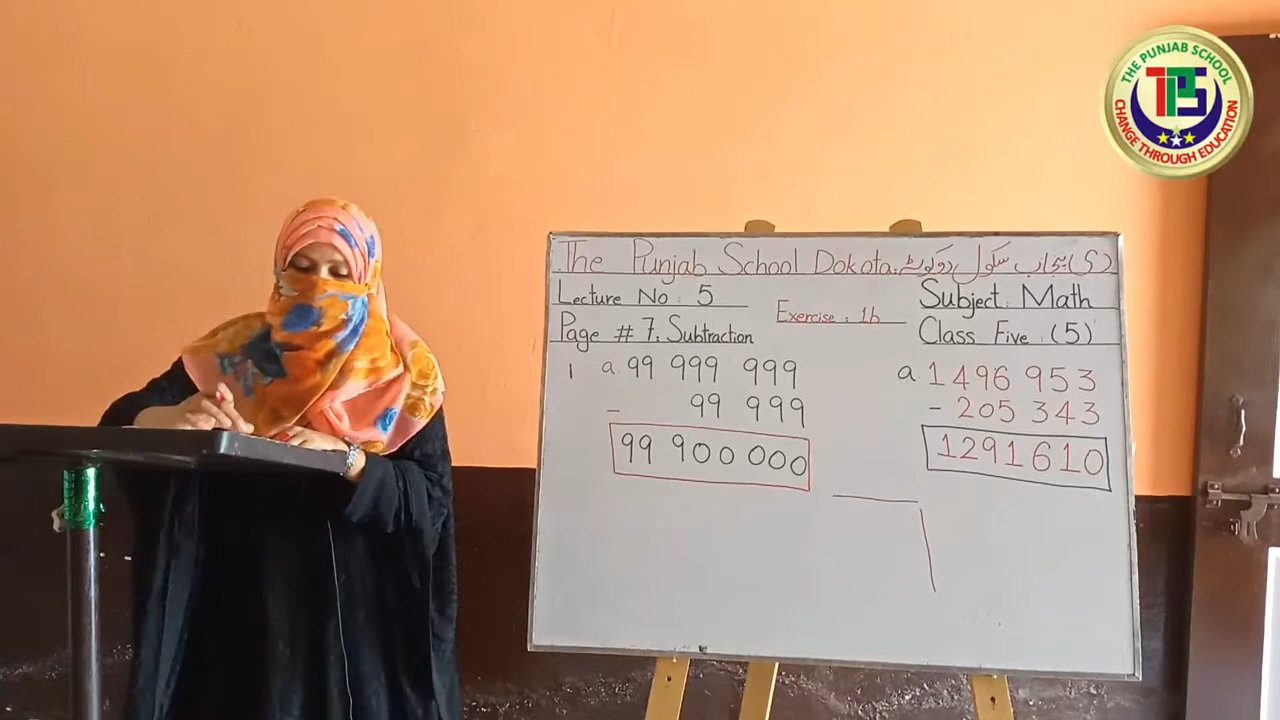 THE PUNJAB SCHOOL
TPS
CHANGE THROUGH EDUCATION
The Punjab School Dokota. دی پنجاب سکول دوکوٹہ
Lecture No : 5
Exercise : 1b
Subject : Math
Page # 7. Subtraction
Class Five : (5)
1 a. 99 999 999
- 99 999
99 900 000
a. 1 496 953
- 205 343
1291610